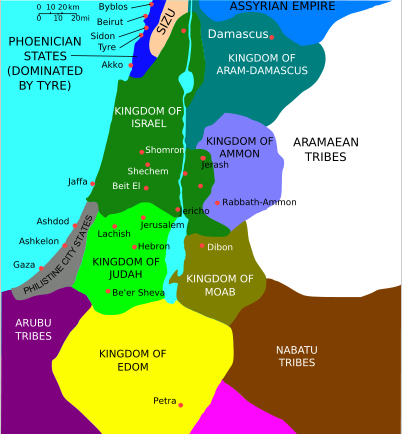 0 10 20km
0 10 20mi
Byblos
Beirut
Sidon
Tyre
Akko
SIZU
ASSYRIAN EMPIRE
Damascus
KINGDOM OF
ARAM-DAMASCUS
PHOENICIAN
STATES
(DOMINATED
BY TYRE)
KINGDOM OF
ISRAEL
KINGDOM OF
AMMON
ARAMAEAN
TRIBES
Shomron
Jerash
Shechem
Jaffa
Beit El
Rabbath-Ammon
Jericho
Ashdod
Jerusalem
Lachish
Ashkelon
Hebron
Dibon
Gaza
PHILISTINE CITY STATES
KINGDOM OF
JUDAH
KINGDOM OF
MOAB
Be'er Sheva
ARUBU
TRIBES
KINGDOM OF
EDOM
NABATU
TRIBES
Petra